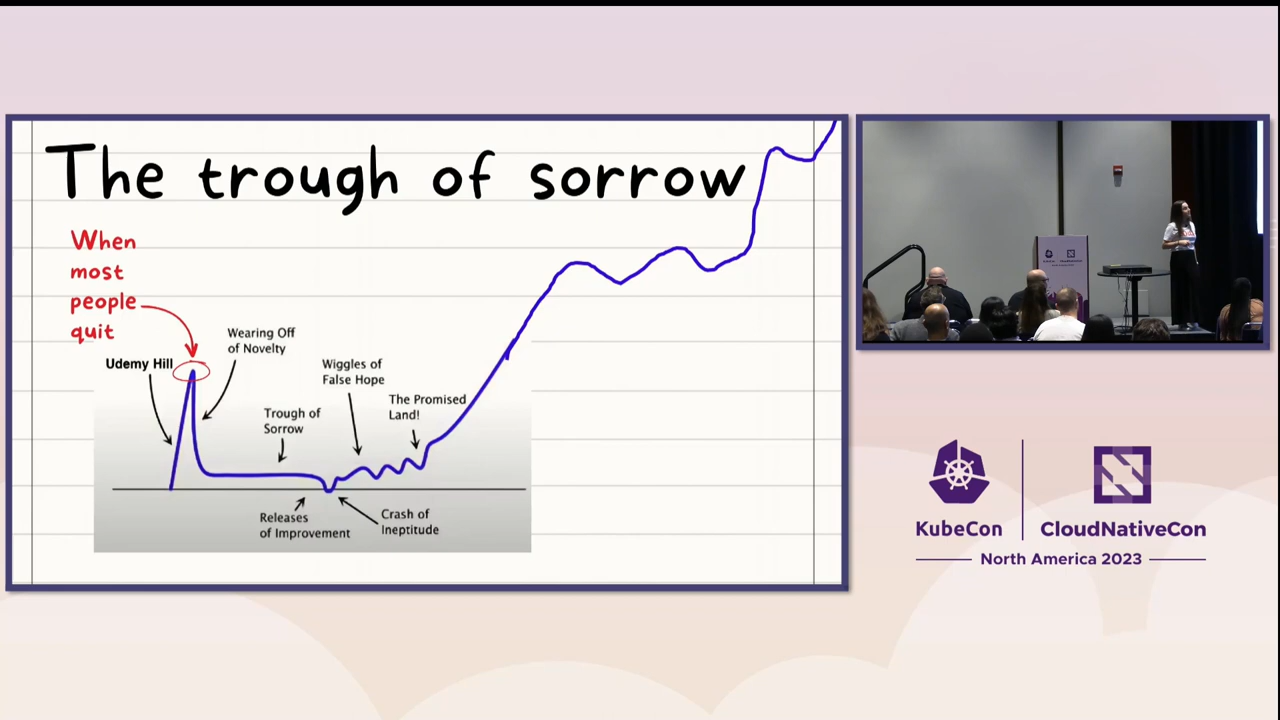 The trough of sorrow
When
most
people
quit
Udemy Hill
Wearing Off
of Novelty
Wiggles of
False Hope
The Promised
Land!
Trough of
Sorrow
Releases
of Improvement
Crash of
Ineptitude
KubeCon
CloudNativeCon
North America 2023